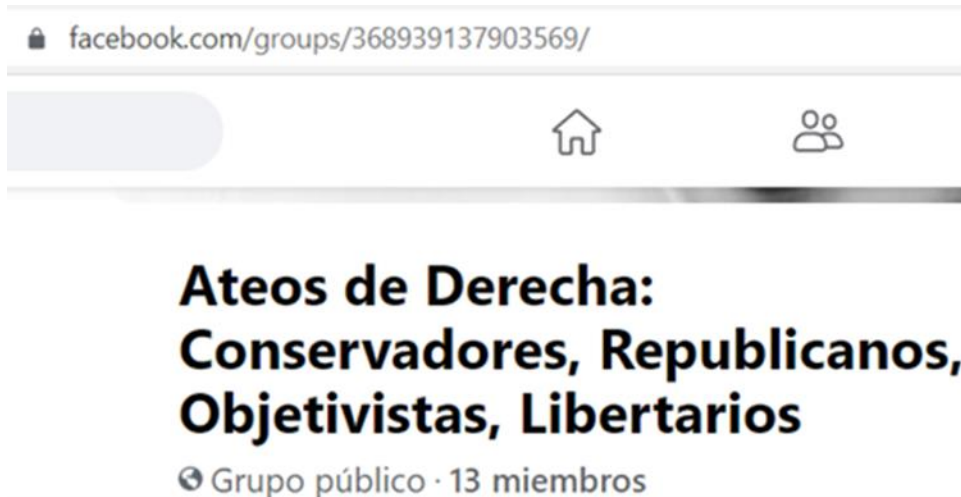 facebook.com/groups/368939137903569/
Ateos de Derecha:
Conservadores, Republicanos,
Objetivistas, Libertarios
Grupo público · 13 miembros